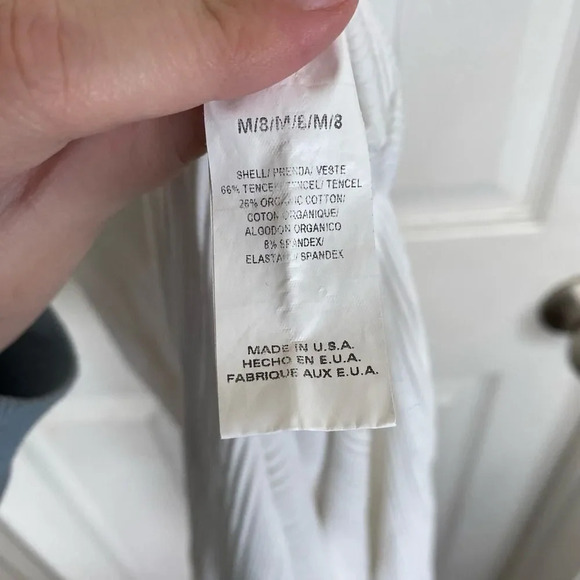 M/8/M/8/M/8
SHELL/ PRENDA/ VESTE
66% TENCEL/ TENCEL/ TENCEL
26% ORGANIC COTTON/
COTON ORGANIQUE/
ALGODON ORGANICO
8% SPANDEX/
ELASTAN/ SPANDEX
MADE IN U.S.A.
HECHO EN E.U.A.
FABRIQUE AUX E.U.A.